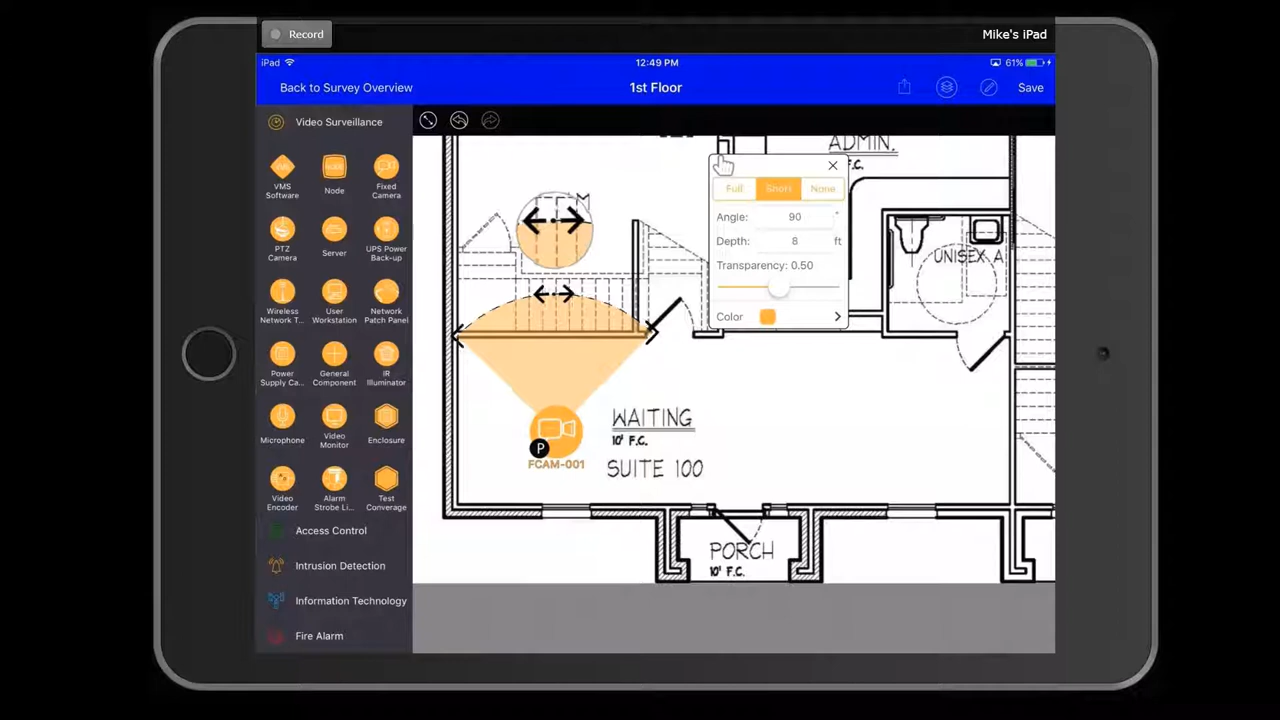 Record
Mike's iPad
iPad
12:49 PM
61%
Back to Survey Overview
1st Floor
Save
Video Surveillance
VMS
Software
Node
Fixed
Camera
PTZ
Camera
Server
UPS Power
Back-up
Wireless
Network T...
User
Workstation
Network
Patch Panel
Power
Supply Ca...
General
Component
IR
Illuminator
Microphone
Video
Monitor
Enclosure
Video
Encoder
Alarm
Strobe Li...
Test
Converage
Access Control
Intrusion Detection
Information Technology
Fire Alarm
ADMIN.
F.C.
Full
Short
None
Angle: 90 °
Depth: 8 ft
Transparency: 0.50
Color
UNISEX A
WAITING
10' F.C.
SUITE 100
P
FCAM-001
PORCH
10' F.C.